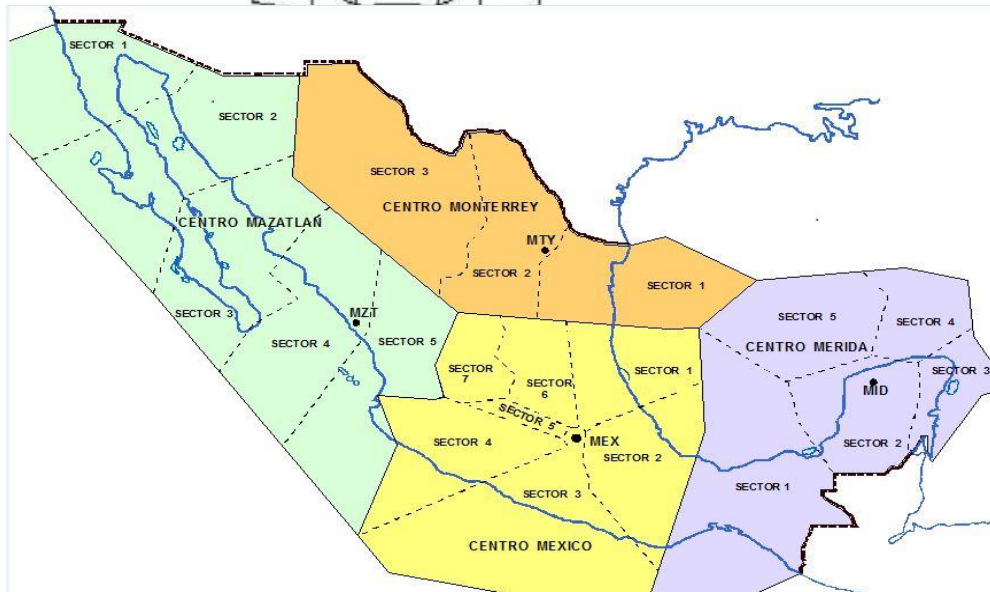 SECTOR 1
SECTOR 2
SECTOR 3
CENTRO MAZATLAN
SECTOR 3
SECTOR 4
MZT
SECTOR 5
CENTRO MONTERREY
MTY
SECTOR 2
SECTOR 1
SECTOR 7
SECTOR 6
SECTOR 1
SECTOR 5
MEX
SECTOR 4
SECTOR 2
SECTOR 3
CENTRO MEXICO
SECTOR 5
SECTOR 4
CENTRO MERIDA
SECTOR 3
MID
SECTOR 2
SECTOR 1